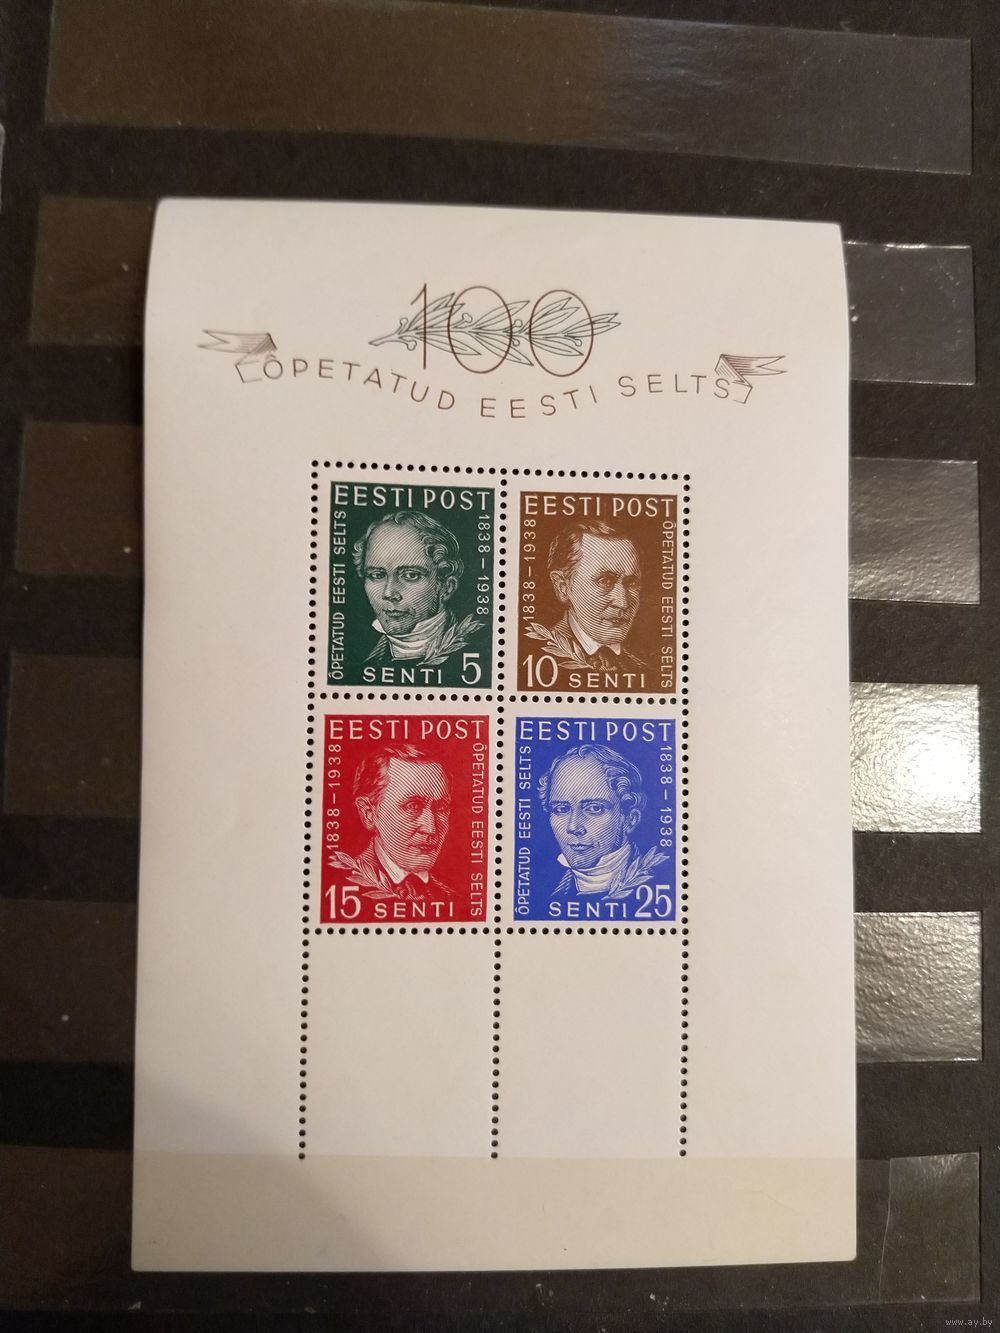 100
ÕPETATUD EESTI SELTS
EESTI POST
ÕPETATUD EESTI SELTS
1838-1938
SENTI 5
EESTI POST
1838-1938
ÕPETATUD EESTI SELTS
10 SENTI
EESTI POST
1838-1938
ÕPETATUD EESTI SELTS
15 SENTI
EESTI POST
ÕPETATUD EESTI SELTS
1838-1938
SENTI 25
www.ay.by